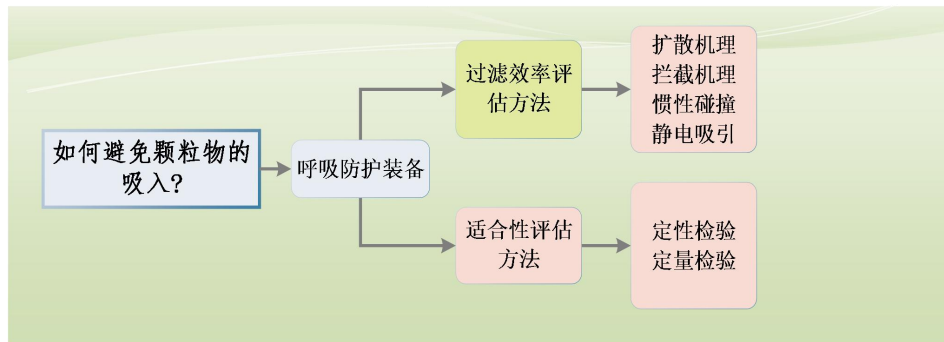 如何避免颗粒物的
吸入?
呼吸防护装备
过滤效率评
估方法
扩散机理
拦截机理
惯性碰撞
静电吸引
适合性评估
方法
定性检验
定量检验